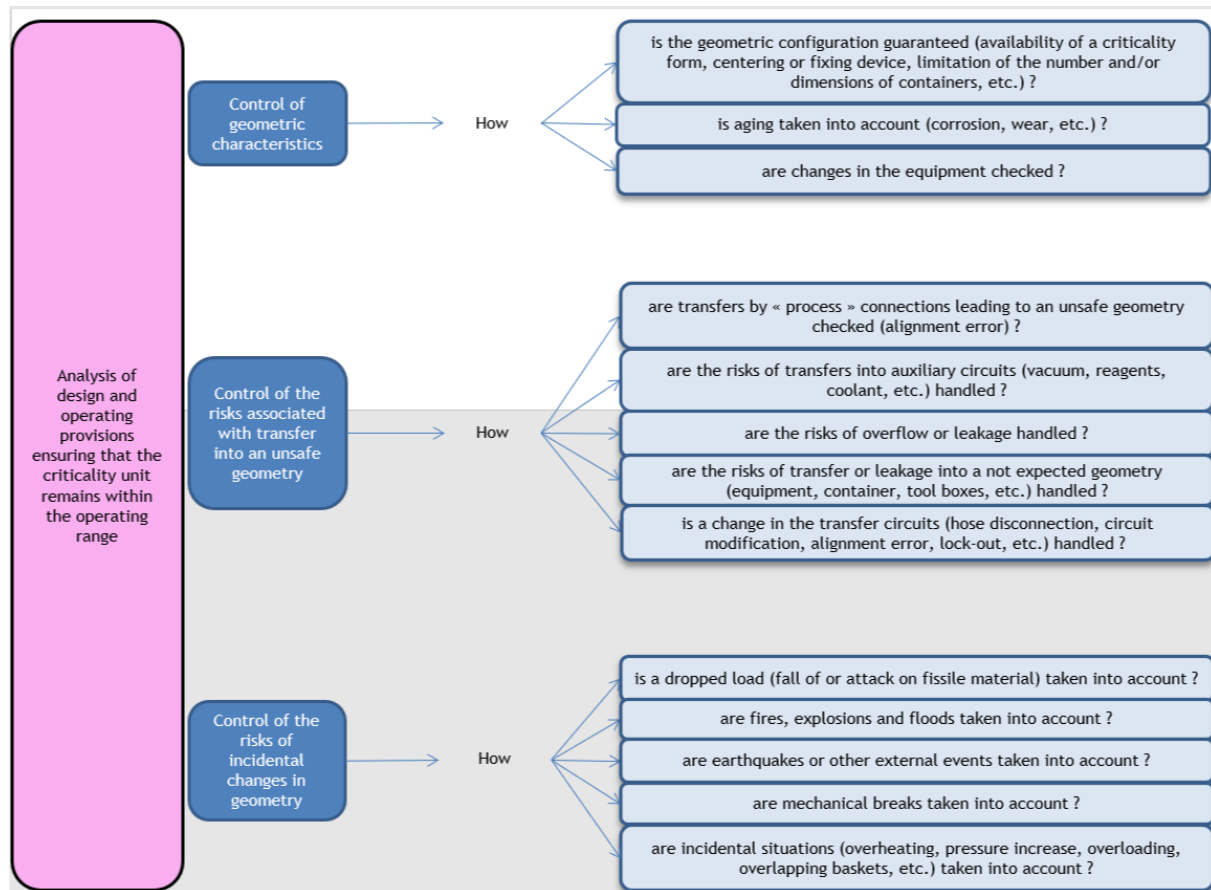 Analysis of
design and
operating
provisions
ensuring that the
criticality unit
remains within
the operating
range
Control of
geometric
characteristics
How
is the geometric configuration guaranteed (availability of a criticality
form, centering or fixing device, limitation of the number and/or
dimensions of containers, etc.) ?
is aging taken into account (corrosion, wear, etc.) ?
are changes in the equipment checked ?
Control of the
risks associated
with transfer
into an unsafe
geometry
How
are transfers by « process » connections leading to an unsafe geometry
checked (alignment error) ?
are the risks of transfers into auxiliary circuits (vacuum, reagents,
coolant, etc.) handled ?
are the risks of overflow or leakage handled ?
are the risks of transfer or leakage into a not expected geometry
(equipment, container, tool boxes, etc.) handled ?
is a change in the transfer circuits (hose disconnection, circuit
modification, alignment error, lock-out, etc.) handled ?
Control of the
risks of
incidental
changes in
geometry
How
is a dropped load (fall of or attack on fissile material) taken into account ?
are fires, explosions and floods taken into account ?
are earthquakes or other external events taken into account ?
are mechanical breaks taken into account ?
are incidental situations (overheating, pressure increase, overloading,
overlapping baskets, etc.) taken into account ?